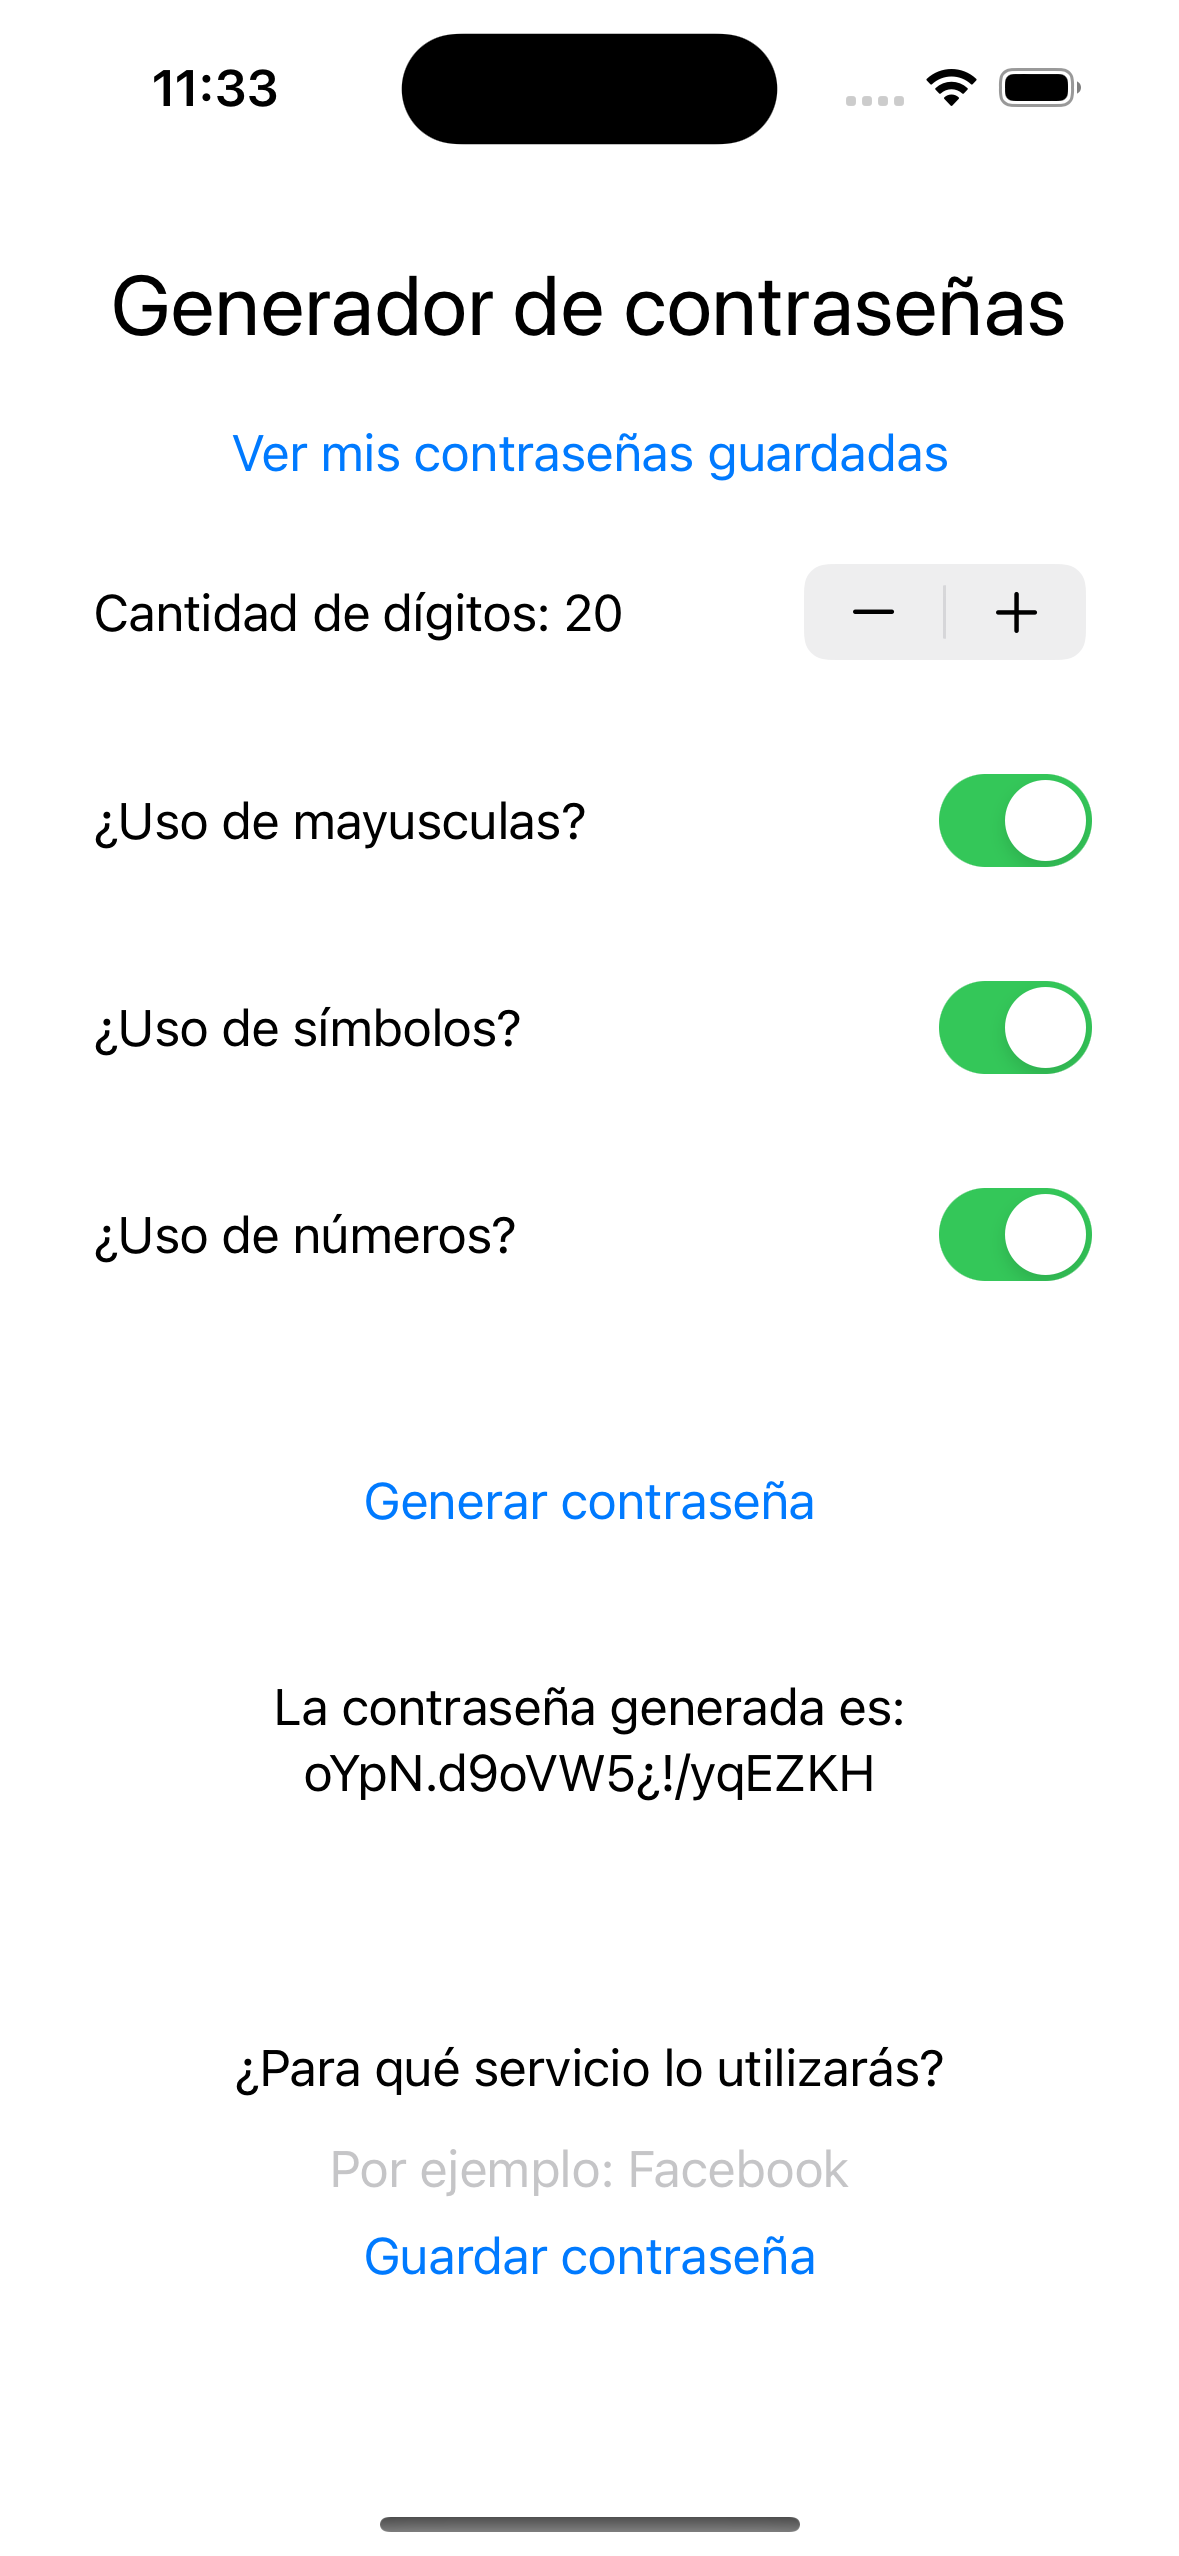 11:33
Generador de contraseñas
Ver mis contraseñas guardadas
Cantidad de dígitos: 20
¿Uso de mayusculas?
¿Uso de símbolos?
¿Uso de números?
Generar contraseña
La contraseña generada es:
oYpN.d9oVW5¿!/yqEZKH
¿Para qué servicio lo utilizarás?
Por ejemplo: Facebook
Guardar contraseña